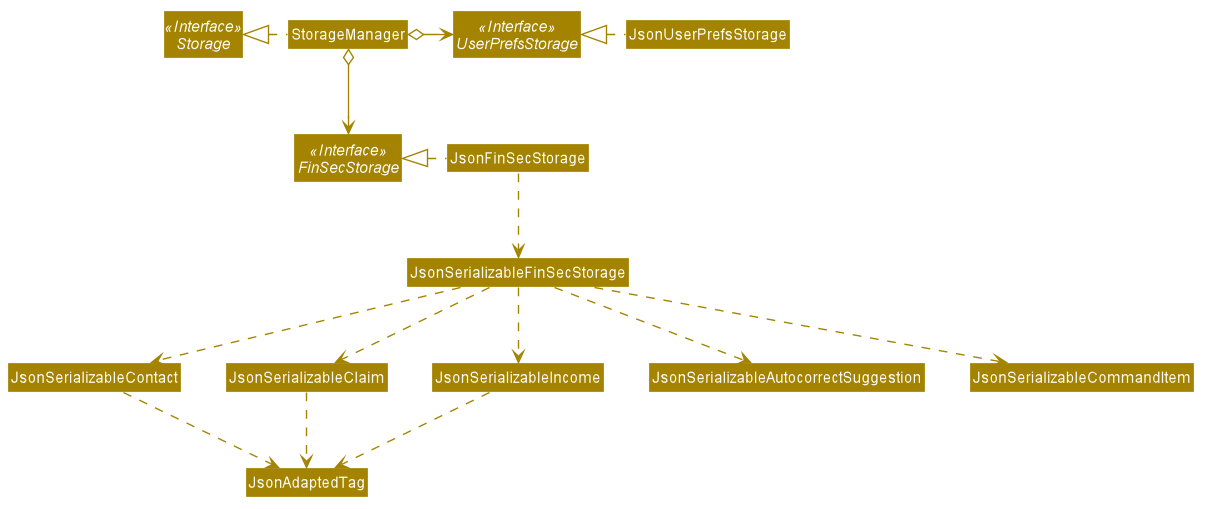 «Interface»
Storage
StorageManager
«Interface»
UserPrefsStorage
JsonUserPrefsStorage
«Interface»
FinSecStorage
JsonFinSecStorage
JsonSerializableFinSecStorage
JsonSerializableContact
JsonSerializableClaim
JsonSerializableIncome
JsonSerializableAutocorrectSuggestion
JsonSerializableCommandItem
JsonAdaptedTag